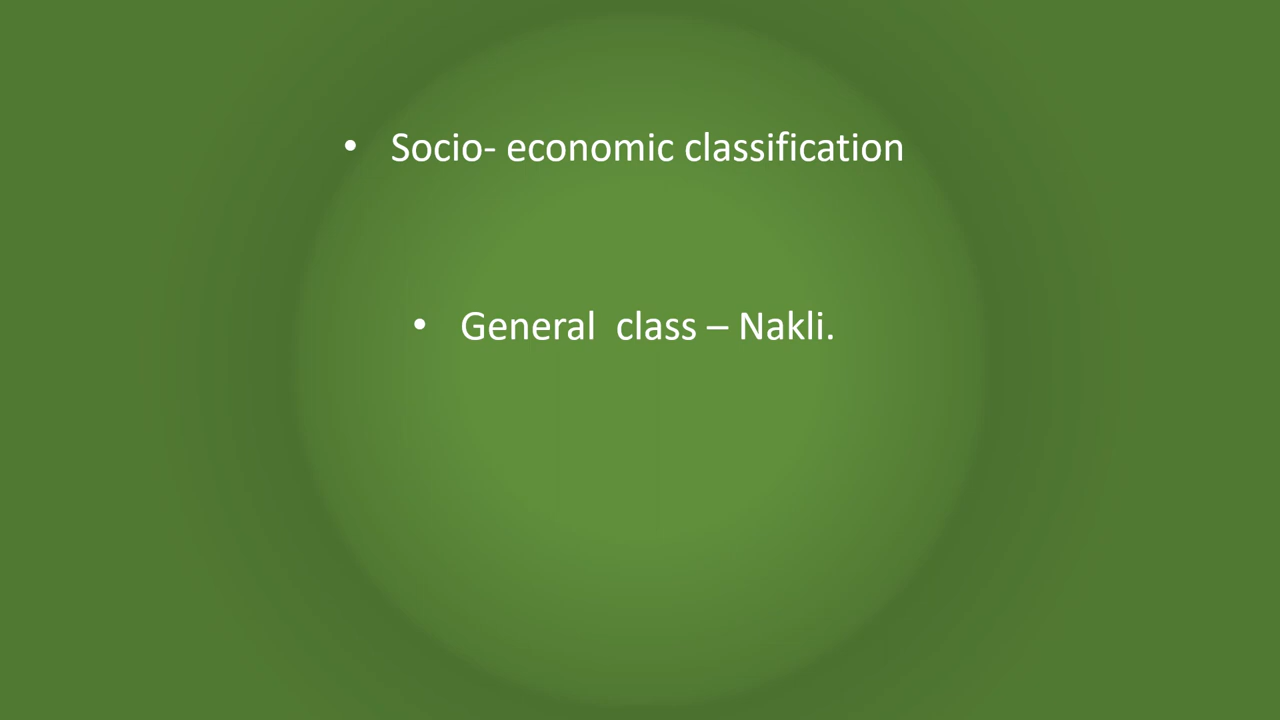 • Socio- economic classification
• General  class – Nakli.